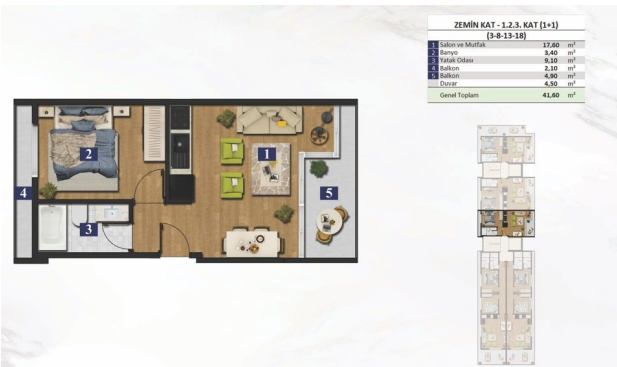 ZEMİN KAT - 1.2.3. KAT (1+1)
(3-8-13-18)
1 Salon ve Mutfak 17,60 m²
2 Banyo 3,40 m²
3 Yatak Odası 9,10 m²
4 Balkon 2,10 m²
5 Balkon 4,90 m²
Duvar 4,50 m²
Genel Toplam 41,60 m²
2
1
4
5
3